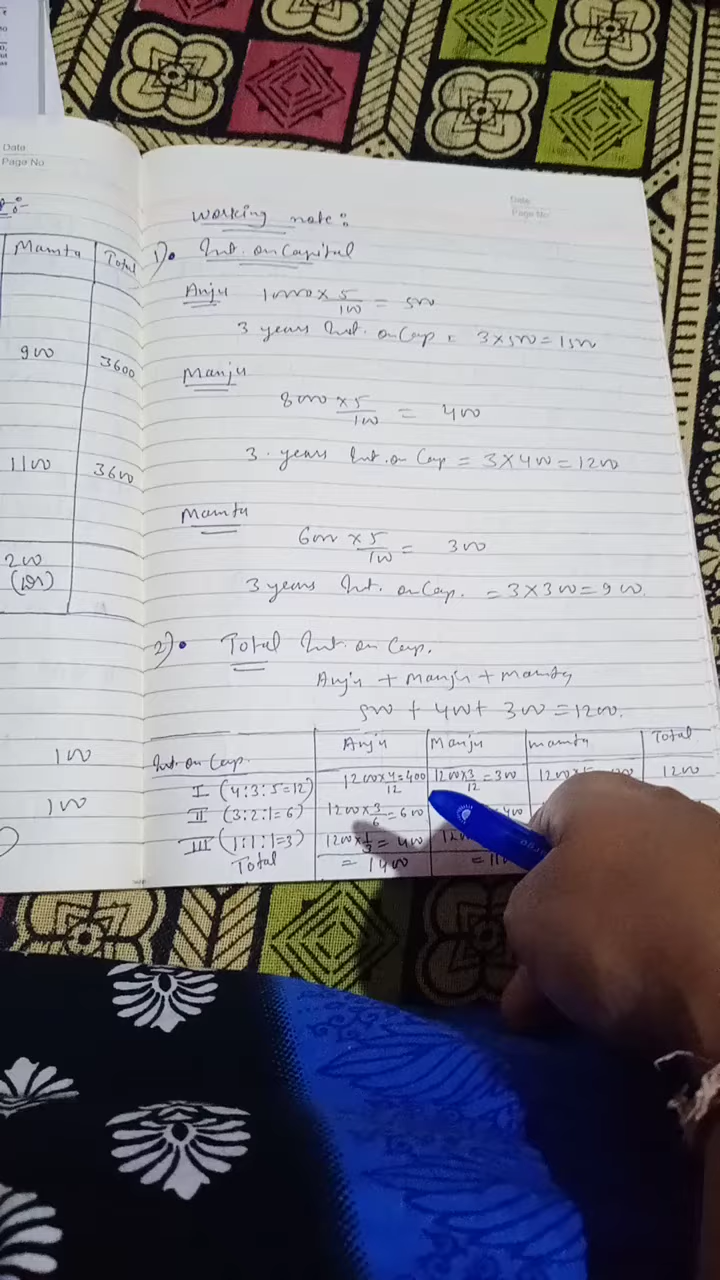 Date
Page No
Mamta Total
900 3600
1100 3600
200
(Dr)
100
100
Date
Page No
Working note:
1). Int. on Capital
Anju 10000 × 5/100 = 500
3 years Int. on Cap = 3×500 = 1500
Manju
8000 × 5/100 = 400
3. years Int. on Cap = 3×400 = 1200
Mamta
6000 × 5/100 = 300
3 years Int. on Cap. = 3×300 = 900.
2). Total Int. on Cap.
Anju + Manju + Mamta
500 + 400 + 300 = 1200.
Int. on Cap. Anju Manju Mamta Total
I (4:3:5=12) 1200×4/12=400 1200×3/12=300 1200
II (3:2:1=6) 1200×3/6=600 =400
III (1:1:1=3) 1200×1/3=400
Total = 1400